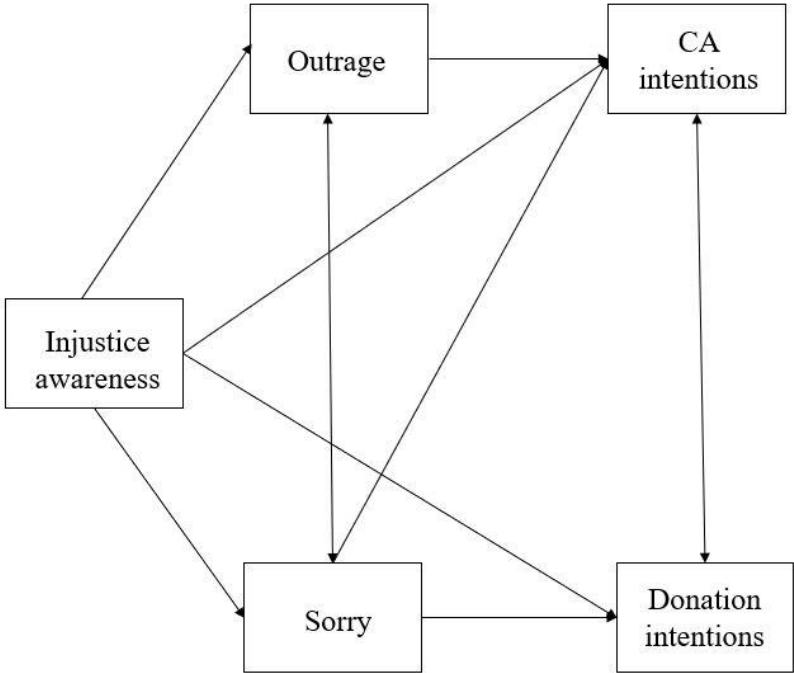 Outrage
CA
intentions
Injustice
awareness
Sorry
Donation
intentions